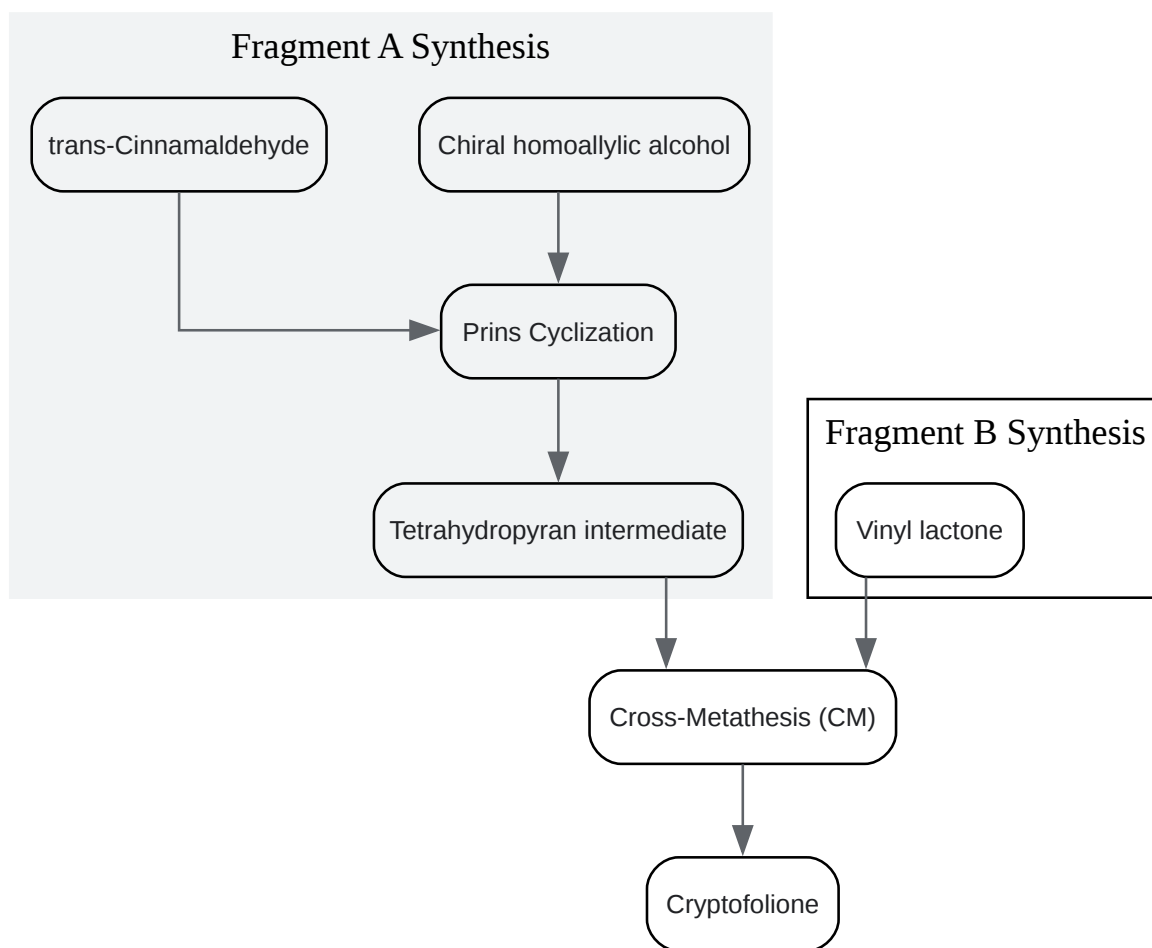 Fragment A Synthesis
trans-Cinnamaldehyde
Chiral homoallylic alcohol
Prins Cyclization
Fragment B Synthesis
Tetrahydropyran intermediate
Vinyl lactone
Cross-Metathesis (CM)
Cryptofolione